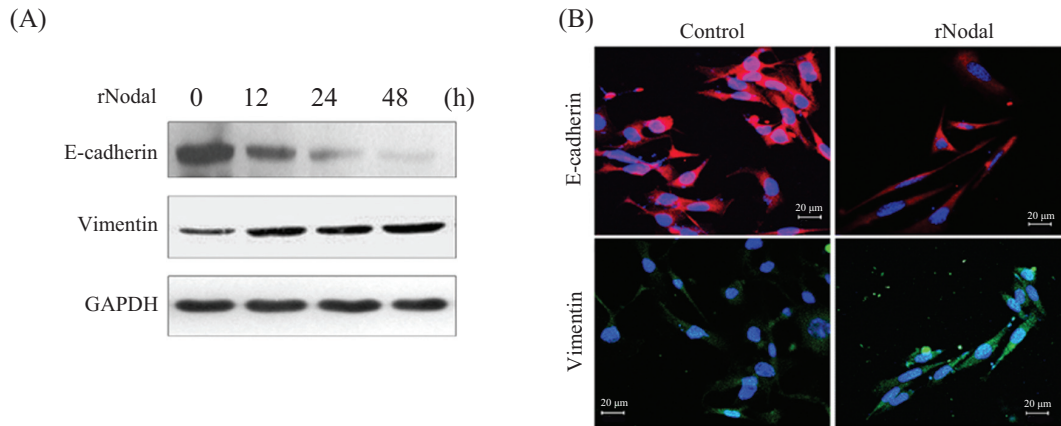 (A)
rNodal 0 12 24 48 (h)
E-cadherin
Vimentin
GAPDH
(B)
Control rNodal
E-cadherin
20 μm 20 μm
Vimentin
20 μm 20 μm